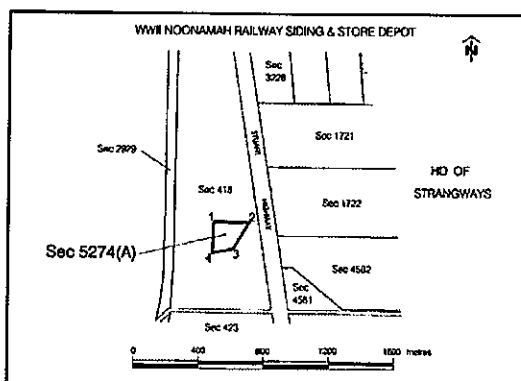 WWII NOONAMAH RAILWAY SIDING & STORE DEPOT
N
Sec
3228
Sec 1721
Sec 2929
STUART
HIGHWAY
HD OF
STRANGWAYS
Sec 418
Sec 1722
1
2
Sec 5274(A)
4
3
Sec 4582
Sec
4581
Sec 423
0
400
800
1200
1600
metres